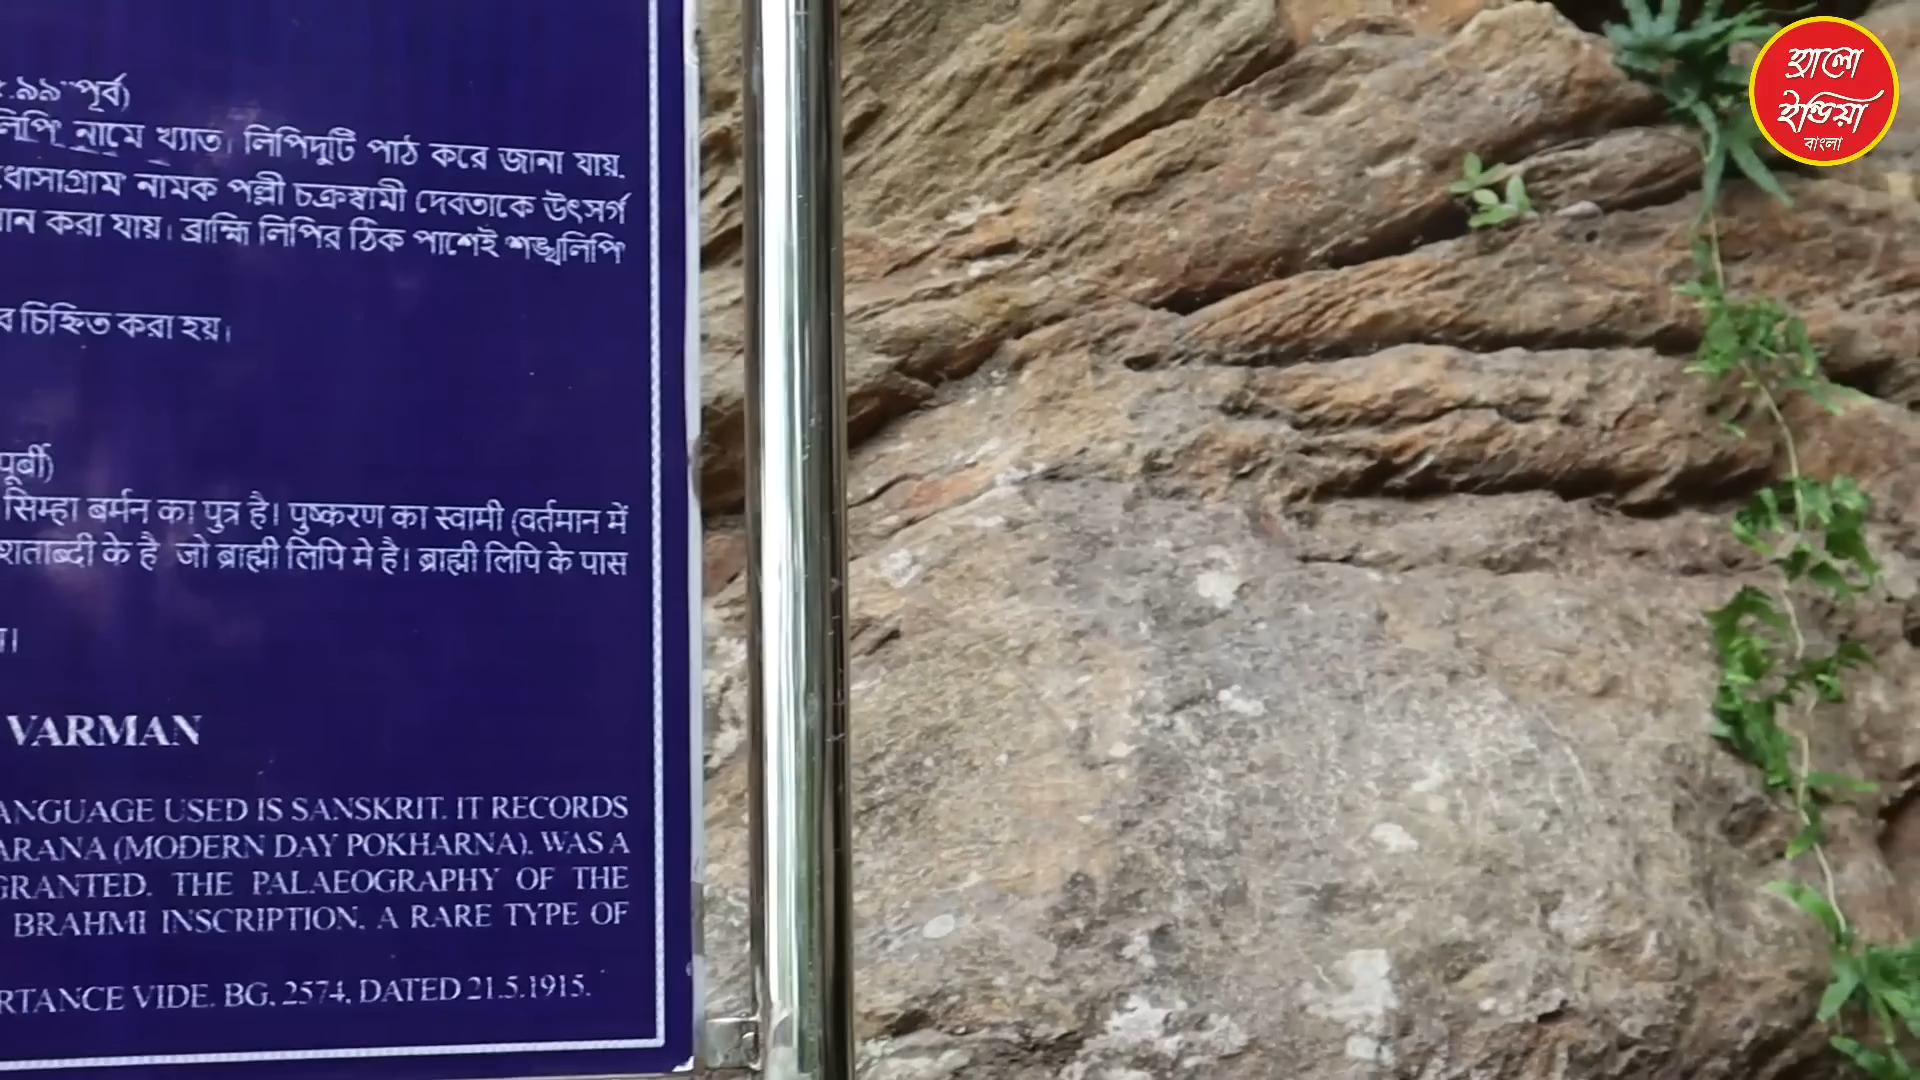 .৯৯" পূর্ব)
লিপি' নামে খ্যাত। লিপিদুটি পাঠ করে জানা যায়,
ধোসাগ্রাম' নামক পল্লী চক্রস্বামী দেবতাকে উৎসর্গ
করা যায়। ব্রাহ্মি লিপির ঠিক পাশেই 'শঙ্খলিপি'
চিহ্নিত করা হয়।
पूर्बी)
सिम्हा बर्मन का पुत्र है। पुष्करण का स्वामी (वर्तमान में
शताब्दी के है जो ब्राह्मी लिपि मे है। ब्राह्मी लिपि के पास
VARMAN
ANGUAGE USED IS SANSKRIT. IT RECORDS
ARANA (MODERN DAY POKHARNA), WAS A
GRANTED. THE PALAEOGRAPHY OF THE
BRAHMI INSCRIPTION, A RARE TYPE OF
RTANCE VIDE. BG, 2574, DATED 21.5.1915.
হ্যালো
ইন্ডিয়া
বাংলা